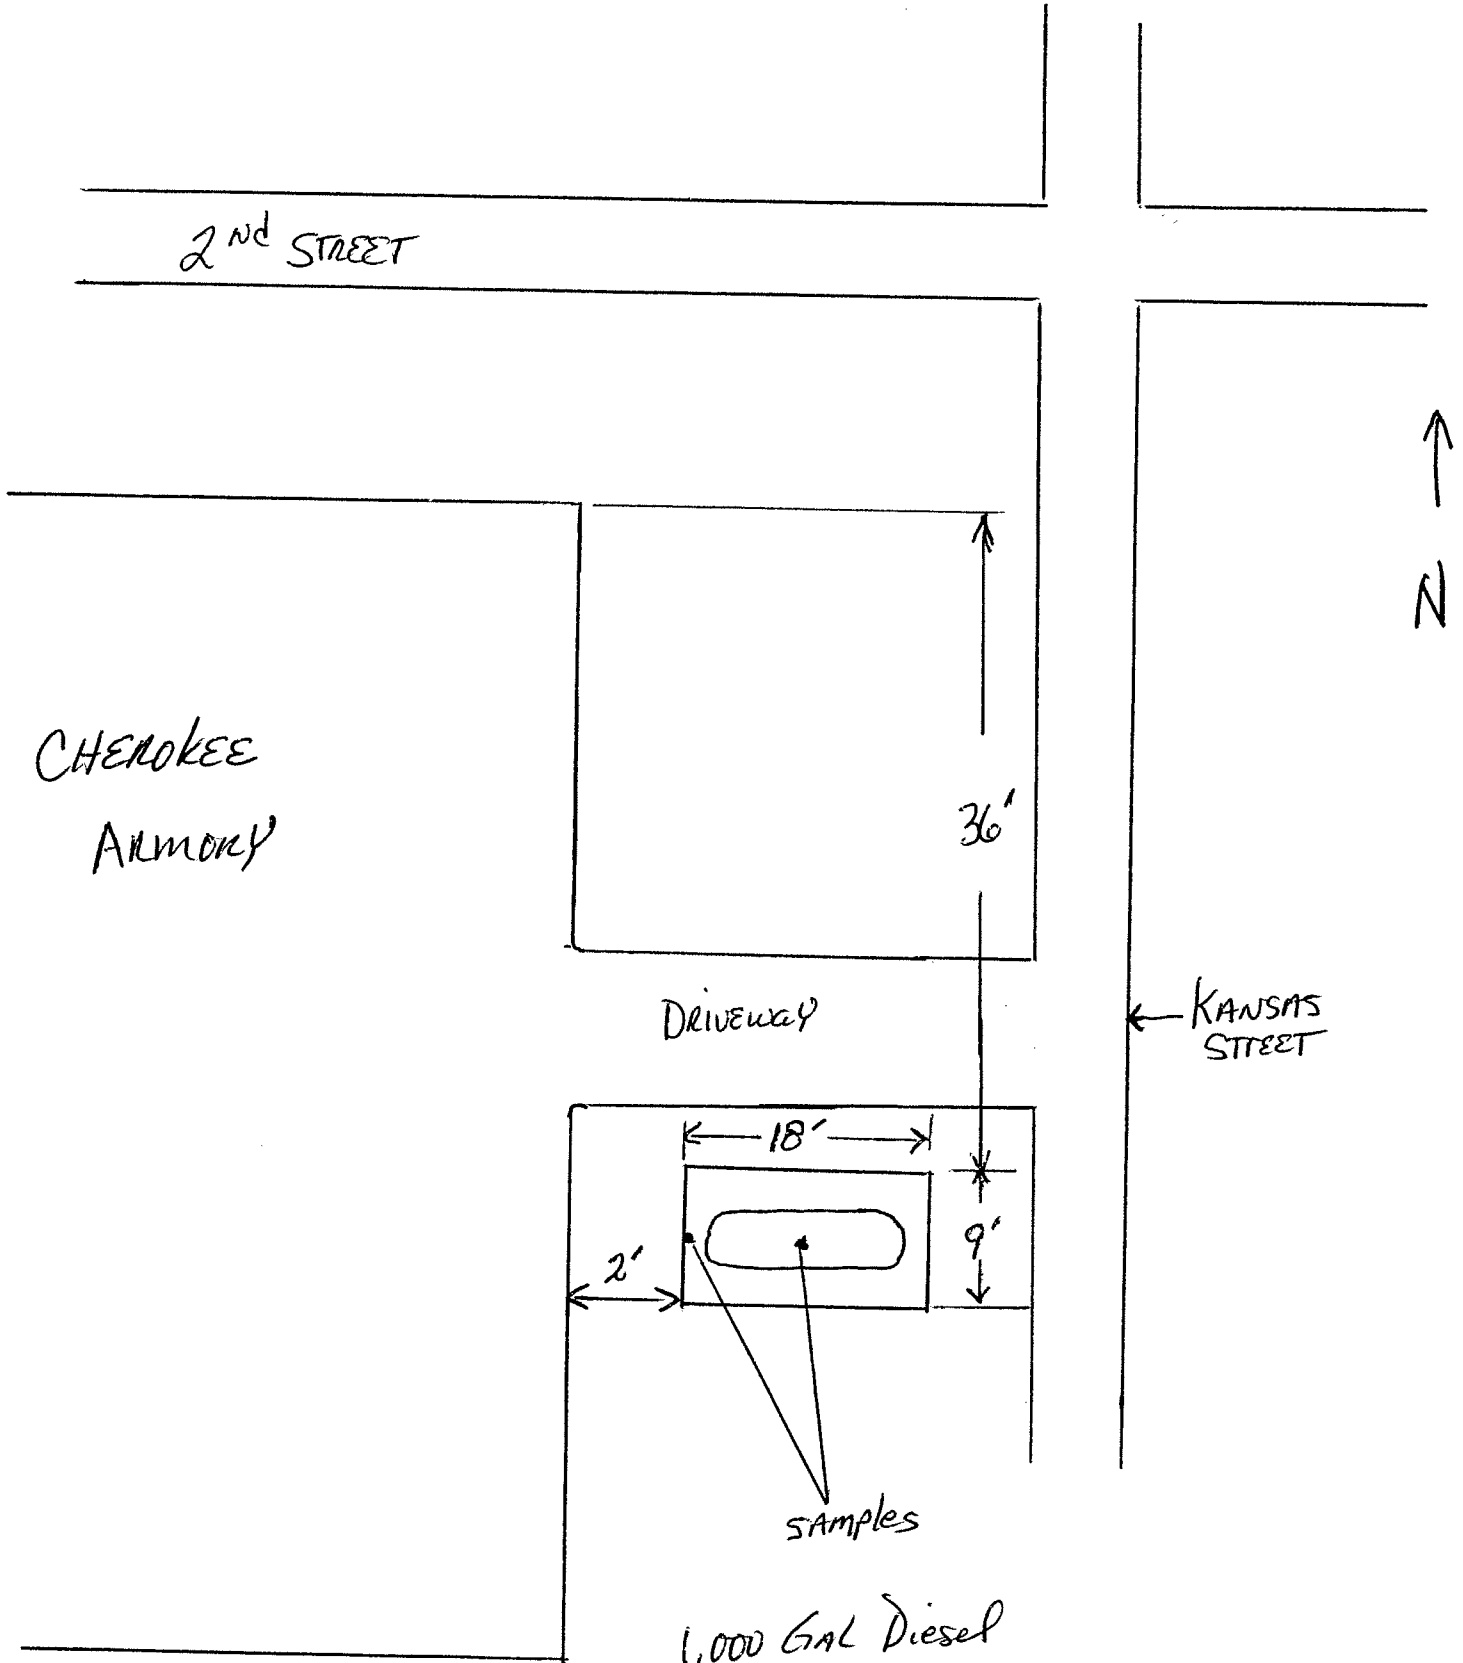 2nd STREET
N
CHEROKEE
ARMORY
36'
DRIVEWAY
KANSAS
STREET
18'
9'
2'
SAMPLES
1,000 GAL Diesel